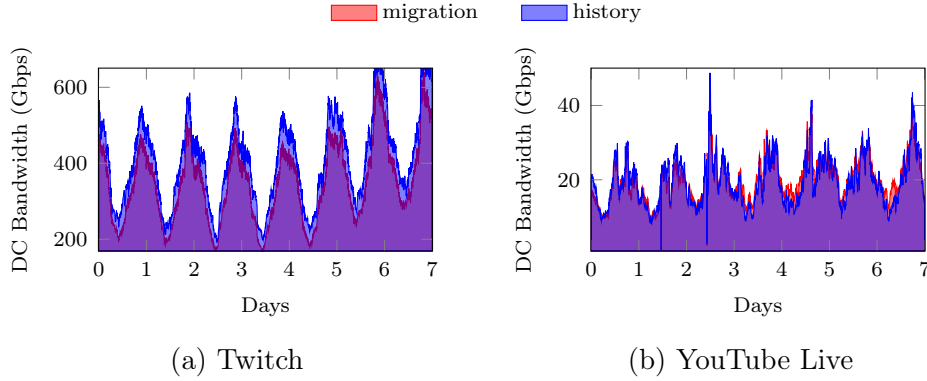 migration history
DC Bandwidth (Gbps)
600
400
200
0 1 2 3 4 5 6 7
Days
(a) Twitch
DC Bandwidth (Gbps)
40
20
0 1 2 3 4 5 6 7
Days
(b) YouTube Live